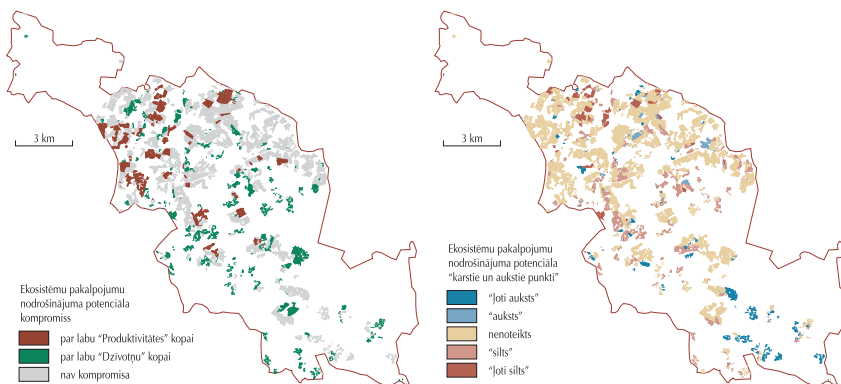 3 km
Ekosistēmu pakalpojumu
nodrošinājuma potenciāla
kompromiss
par labu “Produktivitātes” kopai
par labu “Dzīvotņu” kopai
nav kompromisa
3 km
Ekosistēmu pakalpojumu
nodrošinājuma potenciāla
“karstie un aukstie punkti”
“ļoti auksts”
“auksts”
nenoteikts
“silts”
“ļoti silts”